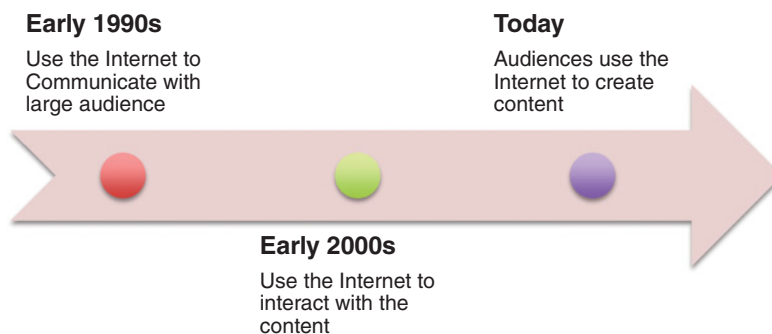 Early 1990s
Use the Internet to
Communicate with
large audience
Early 2000s
Use the Internet to
interact with the
content
Today
Audiences use the
Internet to create
content